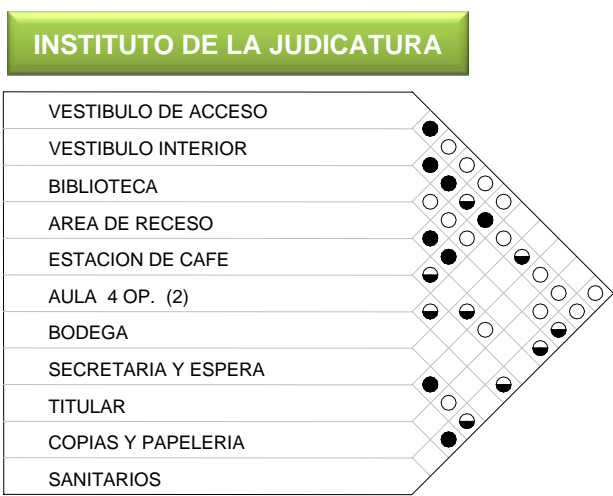 INSTITUTO DE LA JUDICATURA
VESTIBULO DE ACCESO
VESTIBULO INTERIOR
BIBLIOTECA
AREA DE RECESO
ESTACION DE CAFE
AULA 4 OP. (2)
BODEGA
SECRETARIA Y ESPERA
TITULAR
COPIAS Y PAPELERIA
SANITARIOS